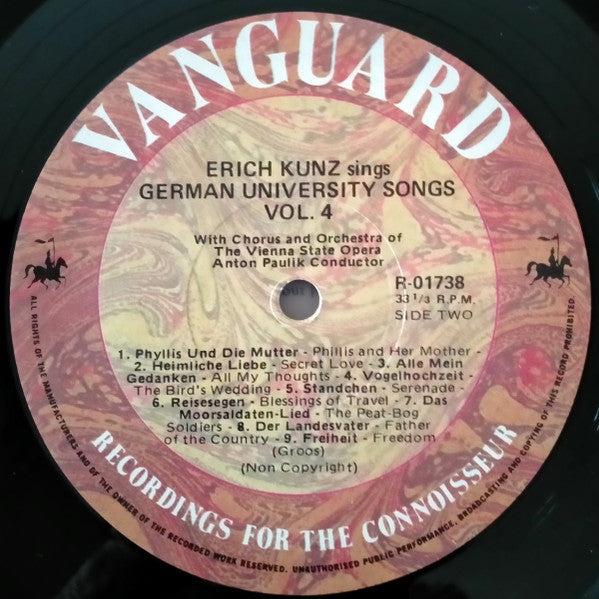 VANGUARD
ERICH KUNZ sings
GERMAN UNIVERSITY SONGS
VOL. 4
With Chorus and Orchestra of
The Vienna State Opera
Anton Paulik Conductor
R-01738
33 1/3 R.P.M.
SIDE TWO
1. Phyllis Und Die Mutter - Phillis and Her Mother -
2. Heimliche Liebe - Secret Love - 3. Alle Mein
Gedanken - All My Thoughts - 4. Vogelhochzeit -
The Bird's Wedding - 5. Standchen - Serenade -
6. Reisesegen - Blessings of Travel - 7. Das
Moorsaldaten-Lied - The Peat-Bog
Soldiers - 8. Der Landesvater - Father
of the Country - 9. Freiheit - Freedom
(Groos)
(Non Copyright)
RECORDINGS FOR THE CONNOISSEUR
ALL RIGHTS OF THE MANUFACTURERS AND OF THE OWNER OF THE RECORDED WORK RESERVED. UNAUTHORISED PUBLIC PERFORMANCE, BROADCASTING AND COPYING OF THIS RECORD PROHIBITED.